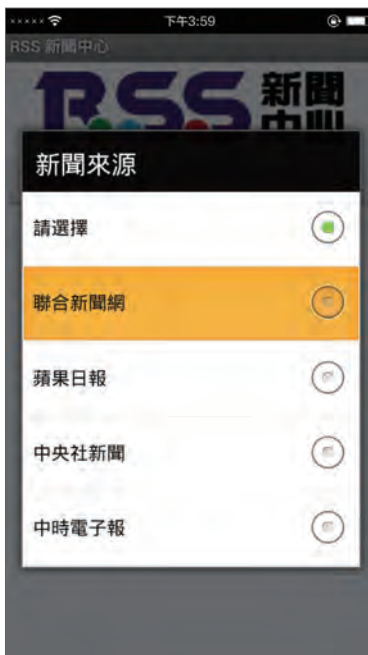 下午3:59
RSS 新聞中心
RSS 新聞
中心
新聞來源
請選擇
聯合新聞網
蘋果日報
中央社新聞
中時電子報